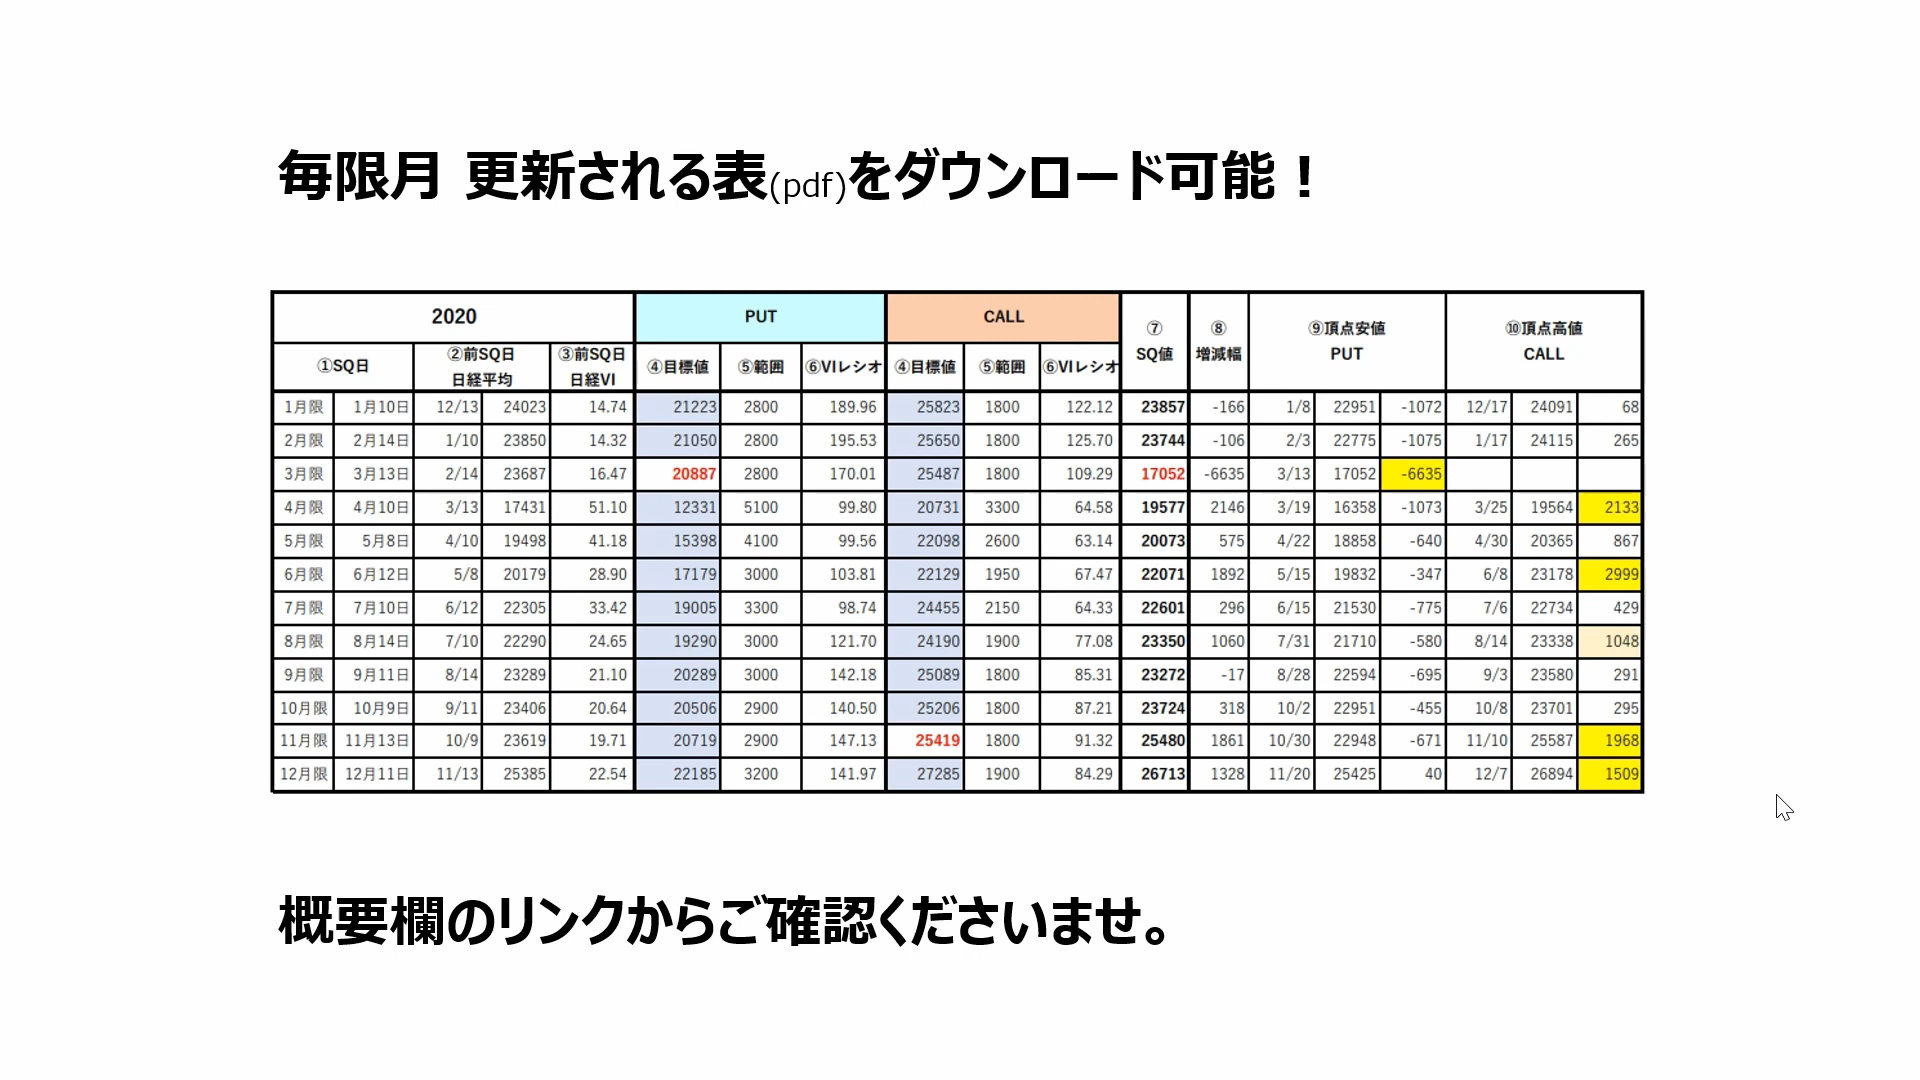 毎限月 更新される表(pdf)をダウンロード可能！
2020 PUT CALL ⑦SQ値 ⑧増減幅 ⑨頂点安値PUT ⑩頂点高値CALL
①SQ日 ②前SQ日日経平均 ③前SQ日日経VI ④目標値 ⑤範囲 ⑥VIレシオ ④目標値 ⑤範囲 ⑥VIレシオ
1月限 1月10日 12/13 24023 14.74 21223 2800 189.96 25823 1800 122.12 23857 -166 1/8 22951 -1072 12/17 24091 68
2月限 2月14日 1/10 23850 14.32 21050 2800 195.53 25650 1800 125.70 23744 -106 2/3 22775 -1075 1/17 24115 265
3月限 3月13日 2/14 23687 16.47 20887 2800 170.01 25487 1800 109.29 17052 -6635 3/13 17052 -6635
4月限 4月10日 3/13 17431 51.10 12331 5100 99.80 20731 3300 64.58 19577 2146 3/19 16358 -1073 3/25 19564 2133
5月限 5月8日 4/10 19498 41.18 15398 4100 99.56 22098 2600 63.14 20073 575 4/22 18858 -640 4/30 20365 867
6月限 6月12日 5/8 20179 28.90 17179 3000 103.81 22129 1950 67.47 22071 1892 5/15 19832 -347 6/8 23178 2999
7月限 7月10日 6/12 22305 33.42 19005 3300 98.74 24455 2150 64.33 22601 296 6/15 21530 -775 7/6 22734 429
8月限 8月14日 7/10 22290 24.65 19290 3000 121.70 24190 1900 77.08 23350 1060 7/31 21710 -580 8/14 23338 1048
9月限 9月11日 8/14 23289 21.10 20289 3000 142.18 25089 1800 85.31 23272 -17 8/28 22594 -695 9/3 23580 291
10月限 10月9日 9/11 23406 20.64 20506 2900 140.50 25206 1800 87.21 23724 318 10/2 22951 -455 10/8 23701 295
11月限 11月13日 10/9 23619 19.71 20719 2900 147.13 25419 1800 91.32 25480 1861 10/30 22948 -671 11/10 25587 1968
12月限 12月11日 11/13 25385 22.54 22185 3200 141.97 27285 1900 84.29 26713 1328 11/20 25425 40 12/7 26894 1509
概要欄のリンクからご確認くださいませ。